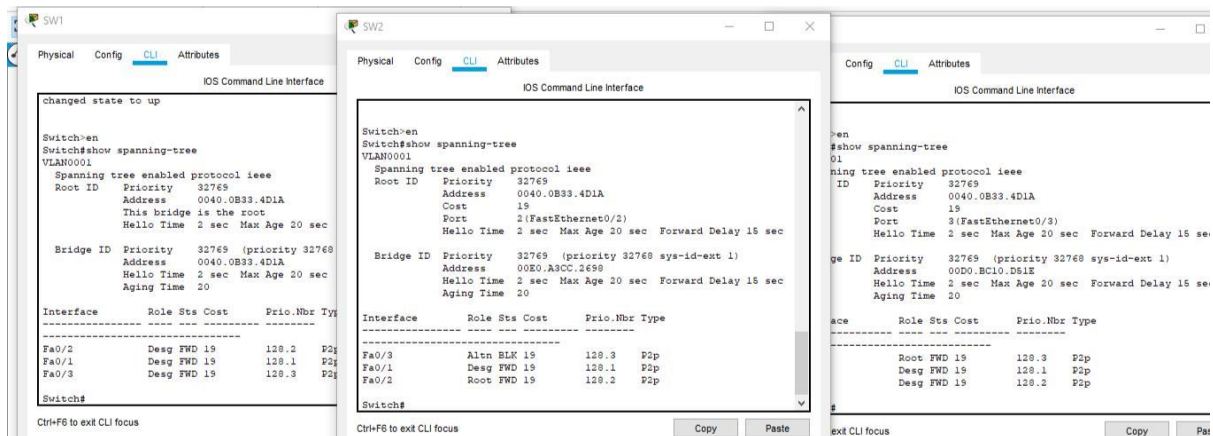 SW1
Physical Config CLI Attributes
IOS Command Line Interface
changed state to up
Switch>en
Switch#show spanning-tree
VLAN0001
Spanning tree enabled protocol ieee
Root ID Priority 32769
Address 0040.0B33.4D1A
This bridge is the root
Hello Time 2 sec Max Age 20 sec
Bridge ID Priority 32769 (priority 32768
Address 0040.0B33.4D1A
Hello Time 2 sec Max Age 20 sec
Aging Time 20
Interface Role Sts Cost Prio.Nbr Typ
---------------- ---- --- --------- -------- --------------------------------
Fa0/2 Desg FWD 19 128.2 P2p
Fa0/1 Desg FWD 19 128.1 P2p
Fa0/3 Desg FWD 19 128.3 P2p
Switch#
Ctrl+F6 to exit CLI focus
SW2
Physical Config CLI Attributes
IOS Command Line Interface
Switch>en
Switch#show spanning-tree
VLAN0001
Spanning tree enabled protocol ieee
Root ID Priority 32769
Address 0040.0B33.4D1A
Cost 19
Port 2(FastEthernet0/2)
Hello Time 2 sec Max Age 20 sec Forward Delay 15 sec
Bridge ID Priority 32769 (priority 32768 sys-id-ext 1)
Address 00E0.A3CC.2698
Hello Time 2 sec Max Age 20 sec Forward Delay 15 sec
Aging Time 20
Interface Role Sts Cost Prio.Nbr Type
---------------- ---- --- --------- -------- --------------------------------
Fa0/3 Altn BLK 19 128.3 P2p
Fa0/1 Desg FWD 19 128.1 P2p
Fa0/2 Root FWD 19 128.2 P2p
Switch#
Ctrl+F6 to exit CLI focus
Copy Paste
Config CLI Attributes
IOS Command Line Interface
>en
#show spanning-tree
01
ning tree enabled protocol ieee
ID Priority 32769
Address 0040.0B33.4D1A
Cost 19
Port 3(FastEthernet0/3)
Hello Time 2 sec Max Age 20 sec Forward Delay 15 sec
ge ID Priority 32769 (priority 32768 sys-id-ext 1)
Address 00D0.BC10.D51E
Hello Time 2 sec Max Age 20 sec Forward Delay 15 sec
Aging Time 20
ace Role Sts Cost Prio.Nbr Type
Root FWD 19 128.3 P2p
Desg FWD 19 128.1 P2p
Desg FWD 19 128.2 P2p
#
exit CLI focus
Copy Pas